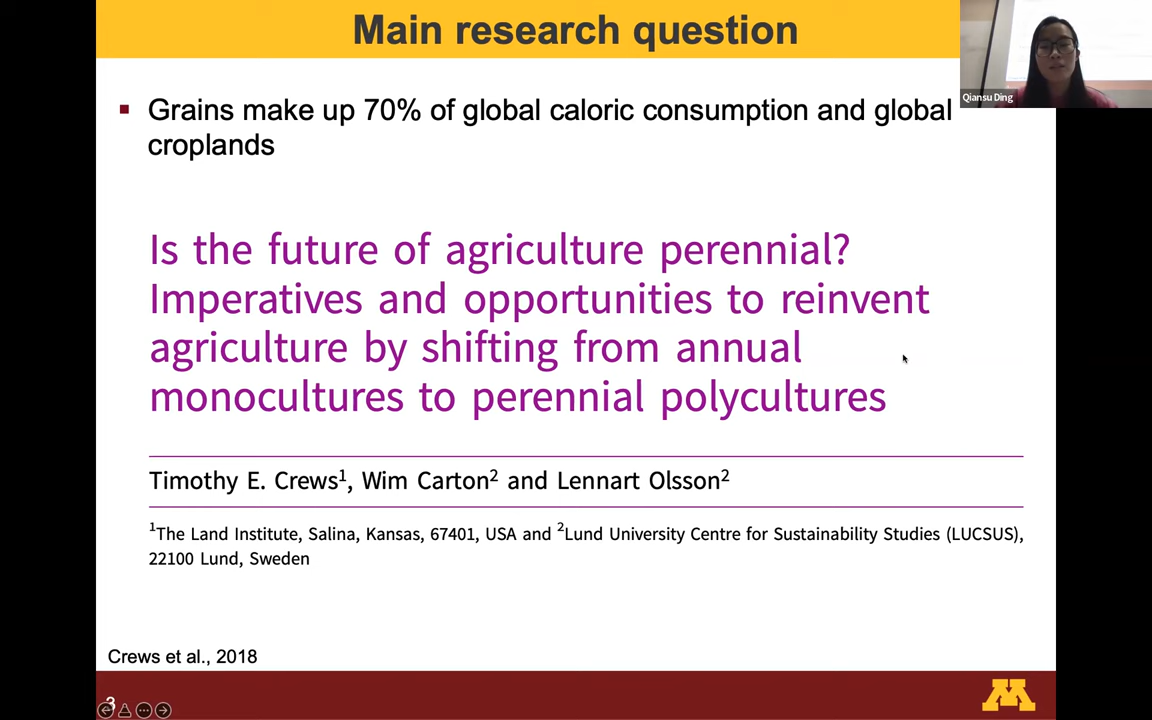 Main research question
Qiansu Ding
▪ Grains make up 70% of global caloric consumption and global
croplands
Is the future of agriculture perennial?
Imperatives and opportunities to reinvent
agriculture by shifting from annual
monocultures to perennial polycultures
Timothy E. Crews¹, Wim Carton² and Lennart Olsson²
¹The Land Institute, Salina, Kansas, 67401, USA and ²Lund University Centre for Sustainability Studies (LUCSUS),
22100 Lund, Sweden
Crews et al., 2018
3
M